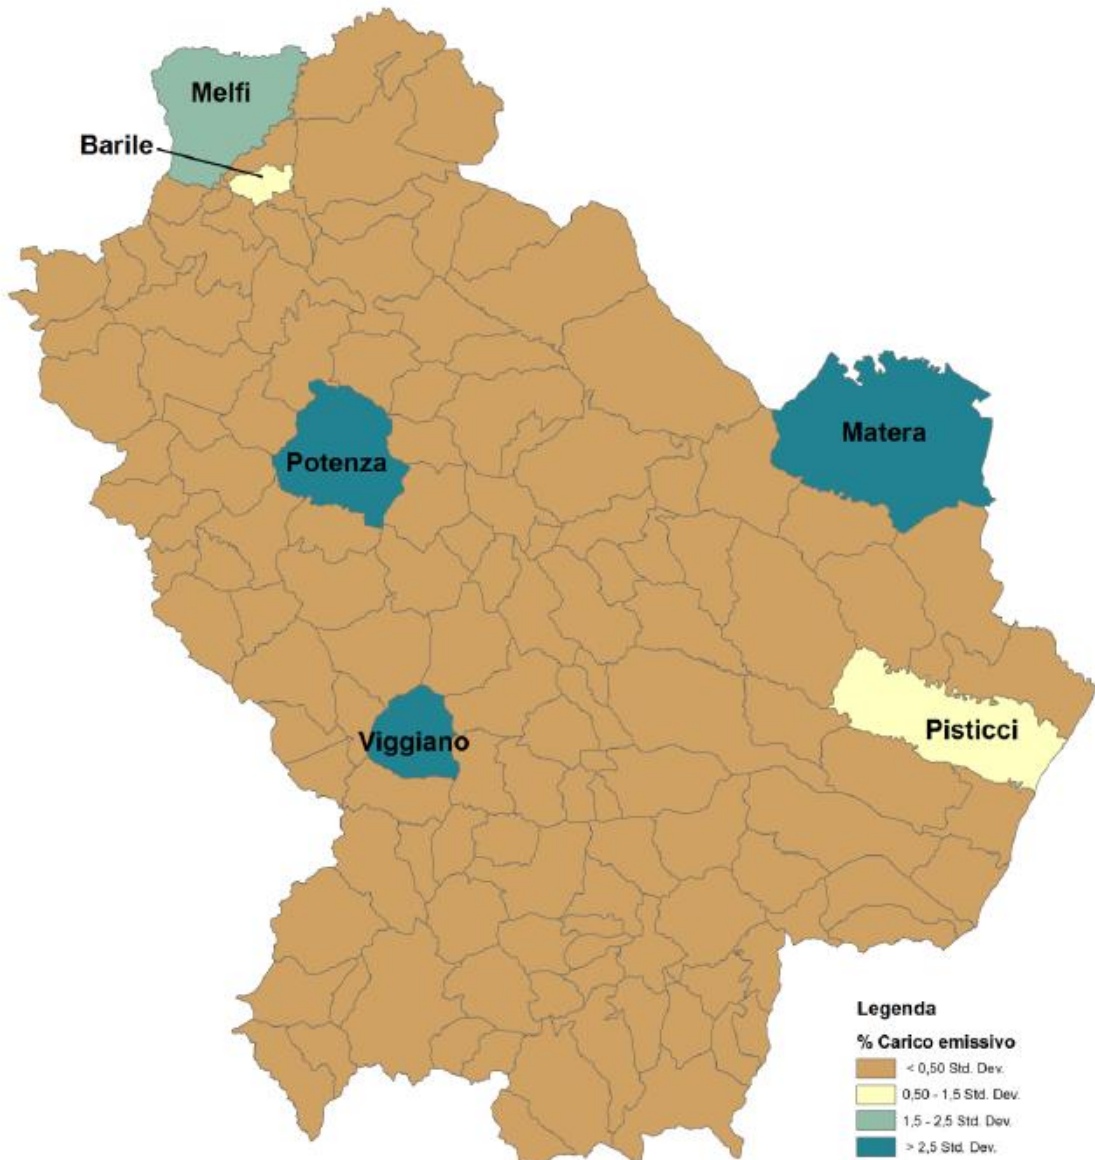 Melfi
Barile
Matera
Potenza
Pisticci
Viggiano
Legenda
% Carico emissivo
< 0,50 Std. Dev.
0,50 - 1,5 Std. Dev.
1,5 - 2,5 Std. Dev.
> 2,5 Std. Dev.